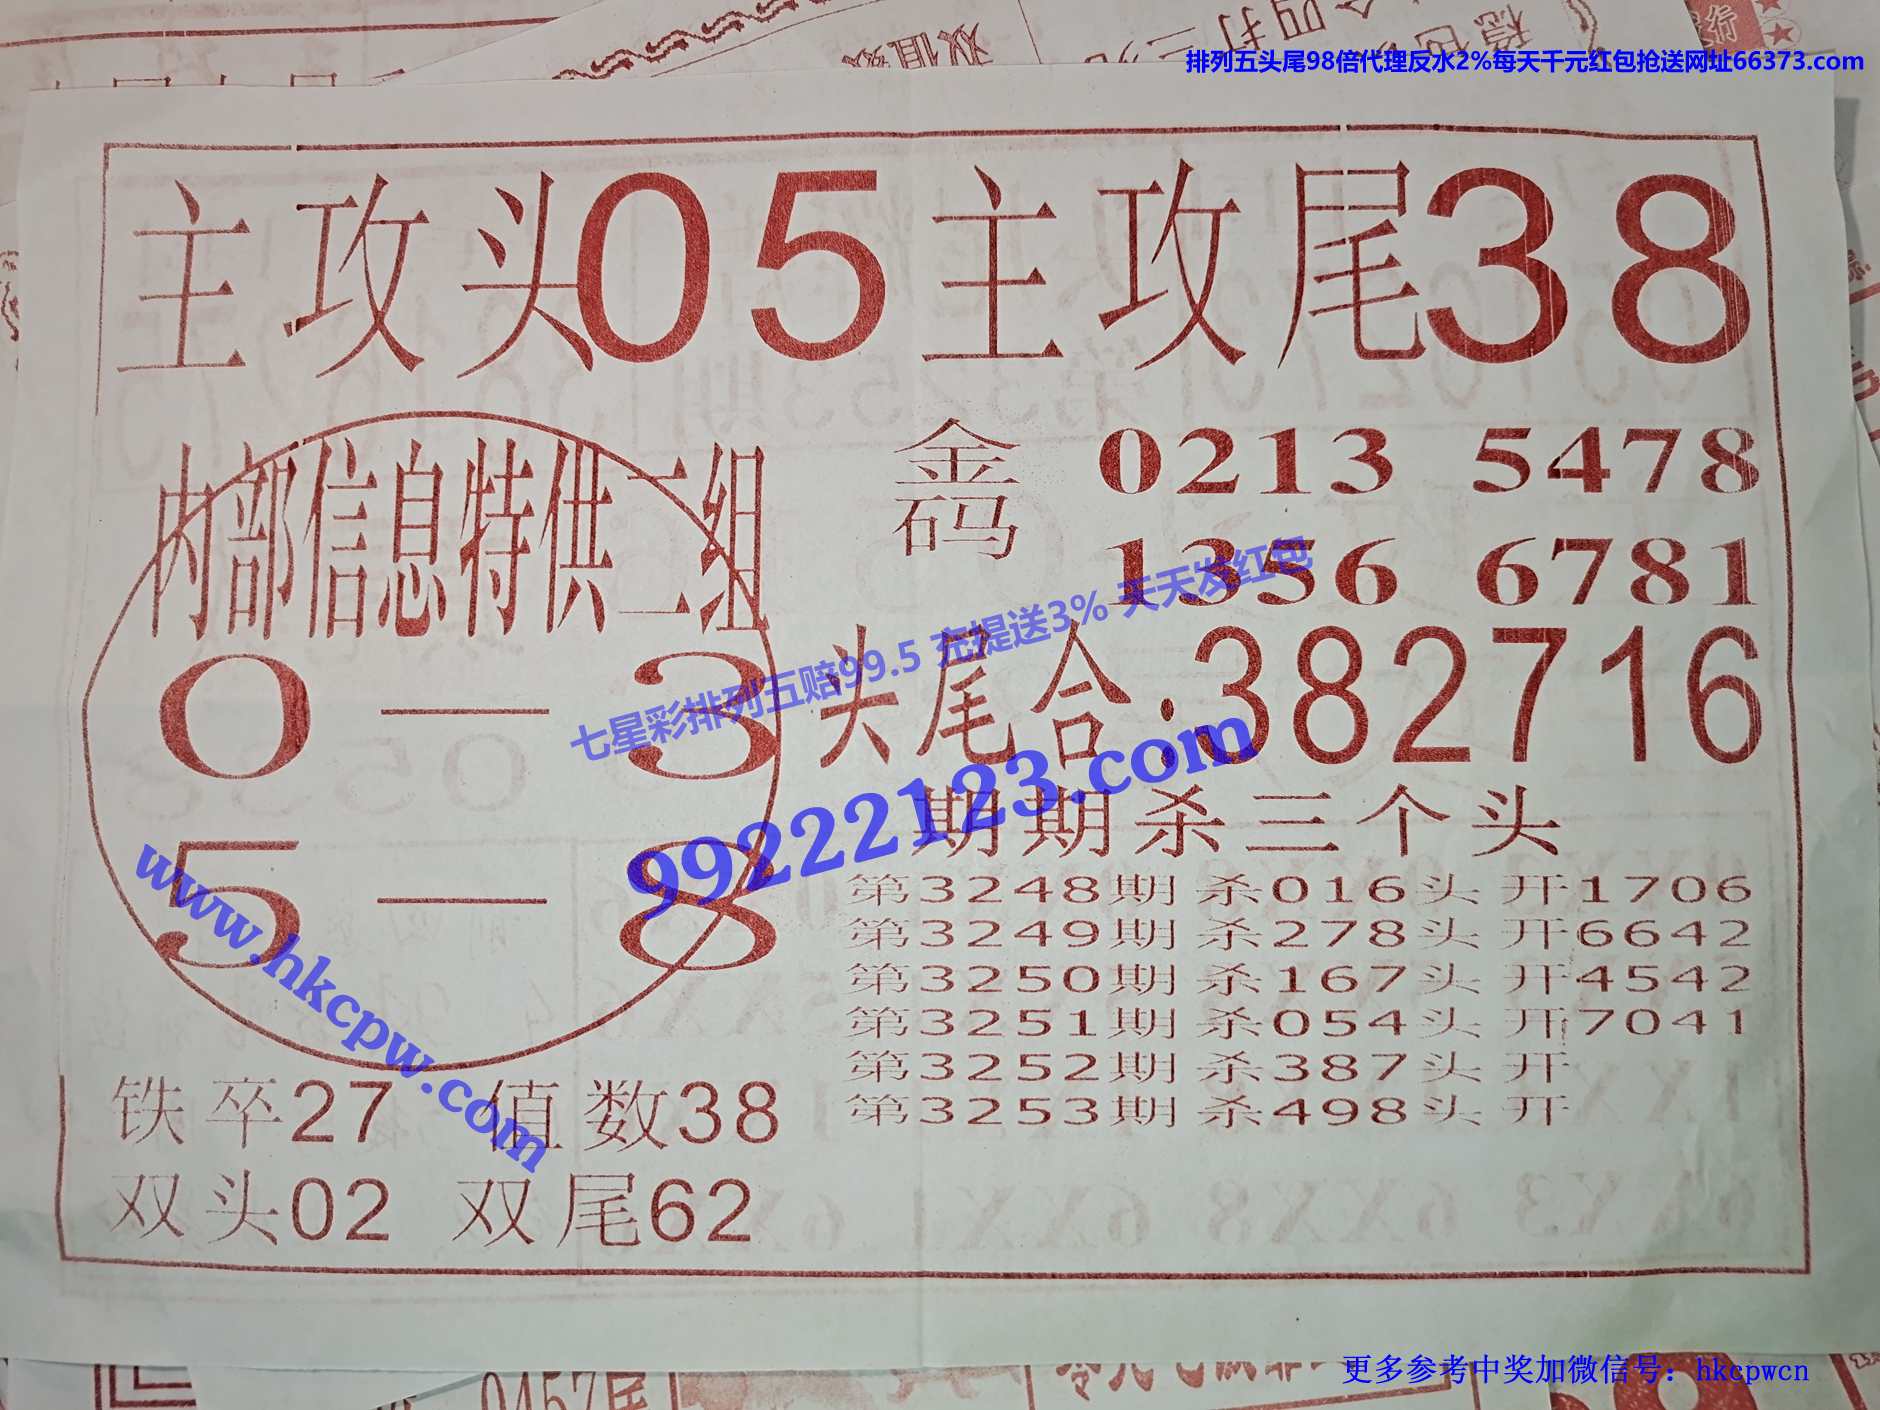 排列五头尾98倍代理反水2%每天千元红包抢送网址66373.com
双值数
主攻头05主攻尾38
内部信息特供二组
0—3
5—8
金码
0213 5478
1356 6781
七星彩排列五赔99.5 充提送3% 天天发红包
头尾合.382716
99222123.com
期期杀三个头
第3248期杀016头开1706
第3249期杀278头开6642
第3250期杀167头开4542
第3251期杀054头开7041
第3252期杀387头开
第3253期杀498头开
www.hkcpw.com
铁卒27 值数38
双头02 双尾62
更多参考中奖加微信号：hkcpwcn